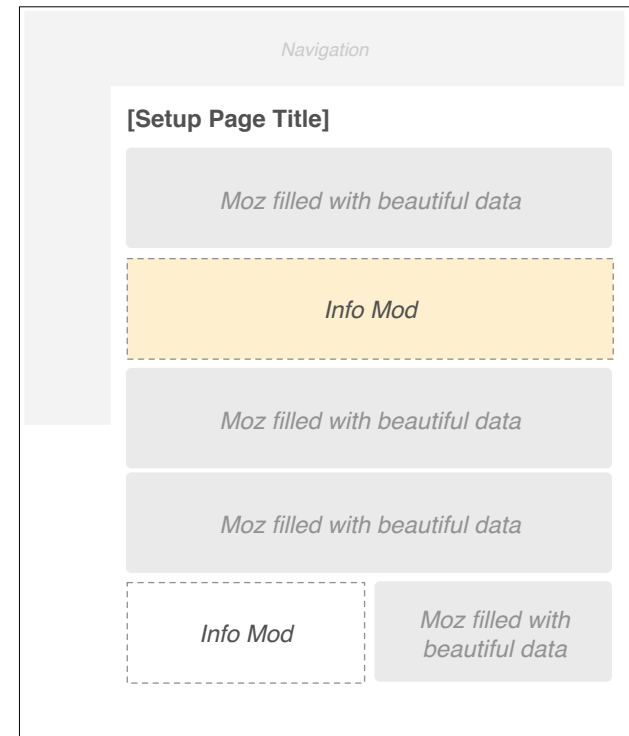 Navigation
[Setup Page Title]
Moz filled with beautiful data
Info Mod
Moz filled with beautiful data
Moz filled with beautiful data
Info Mod
Moz filled with
beautiful data